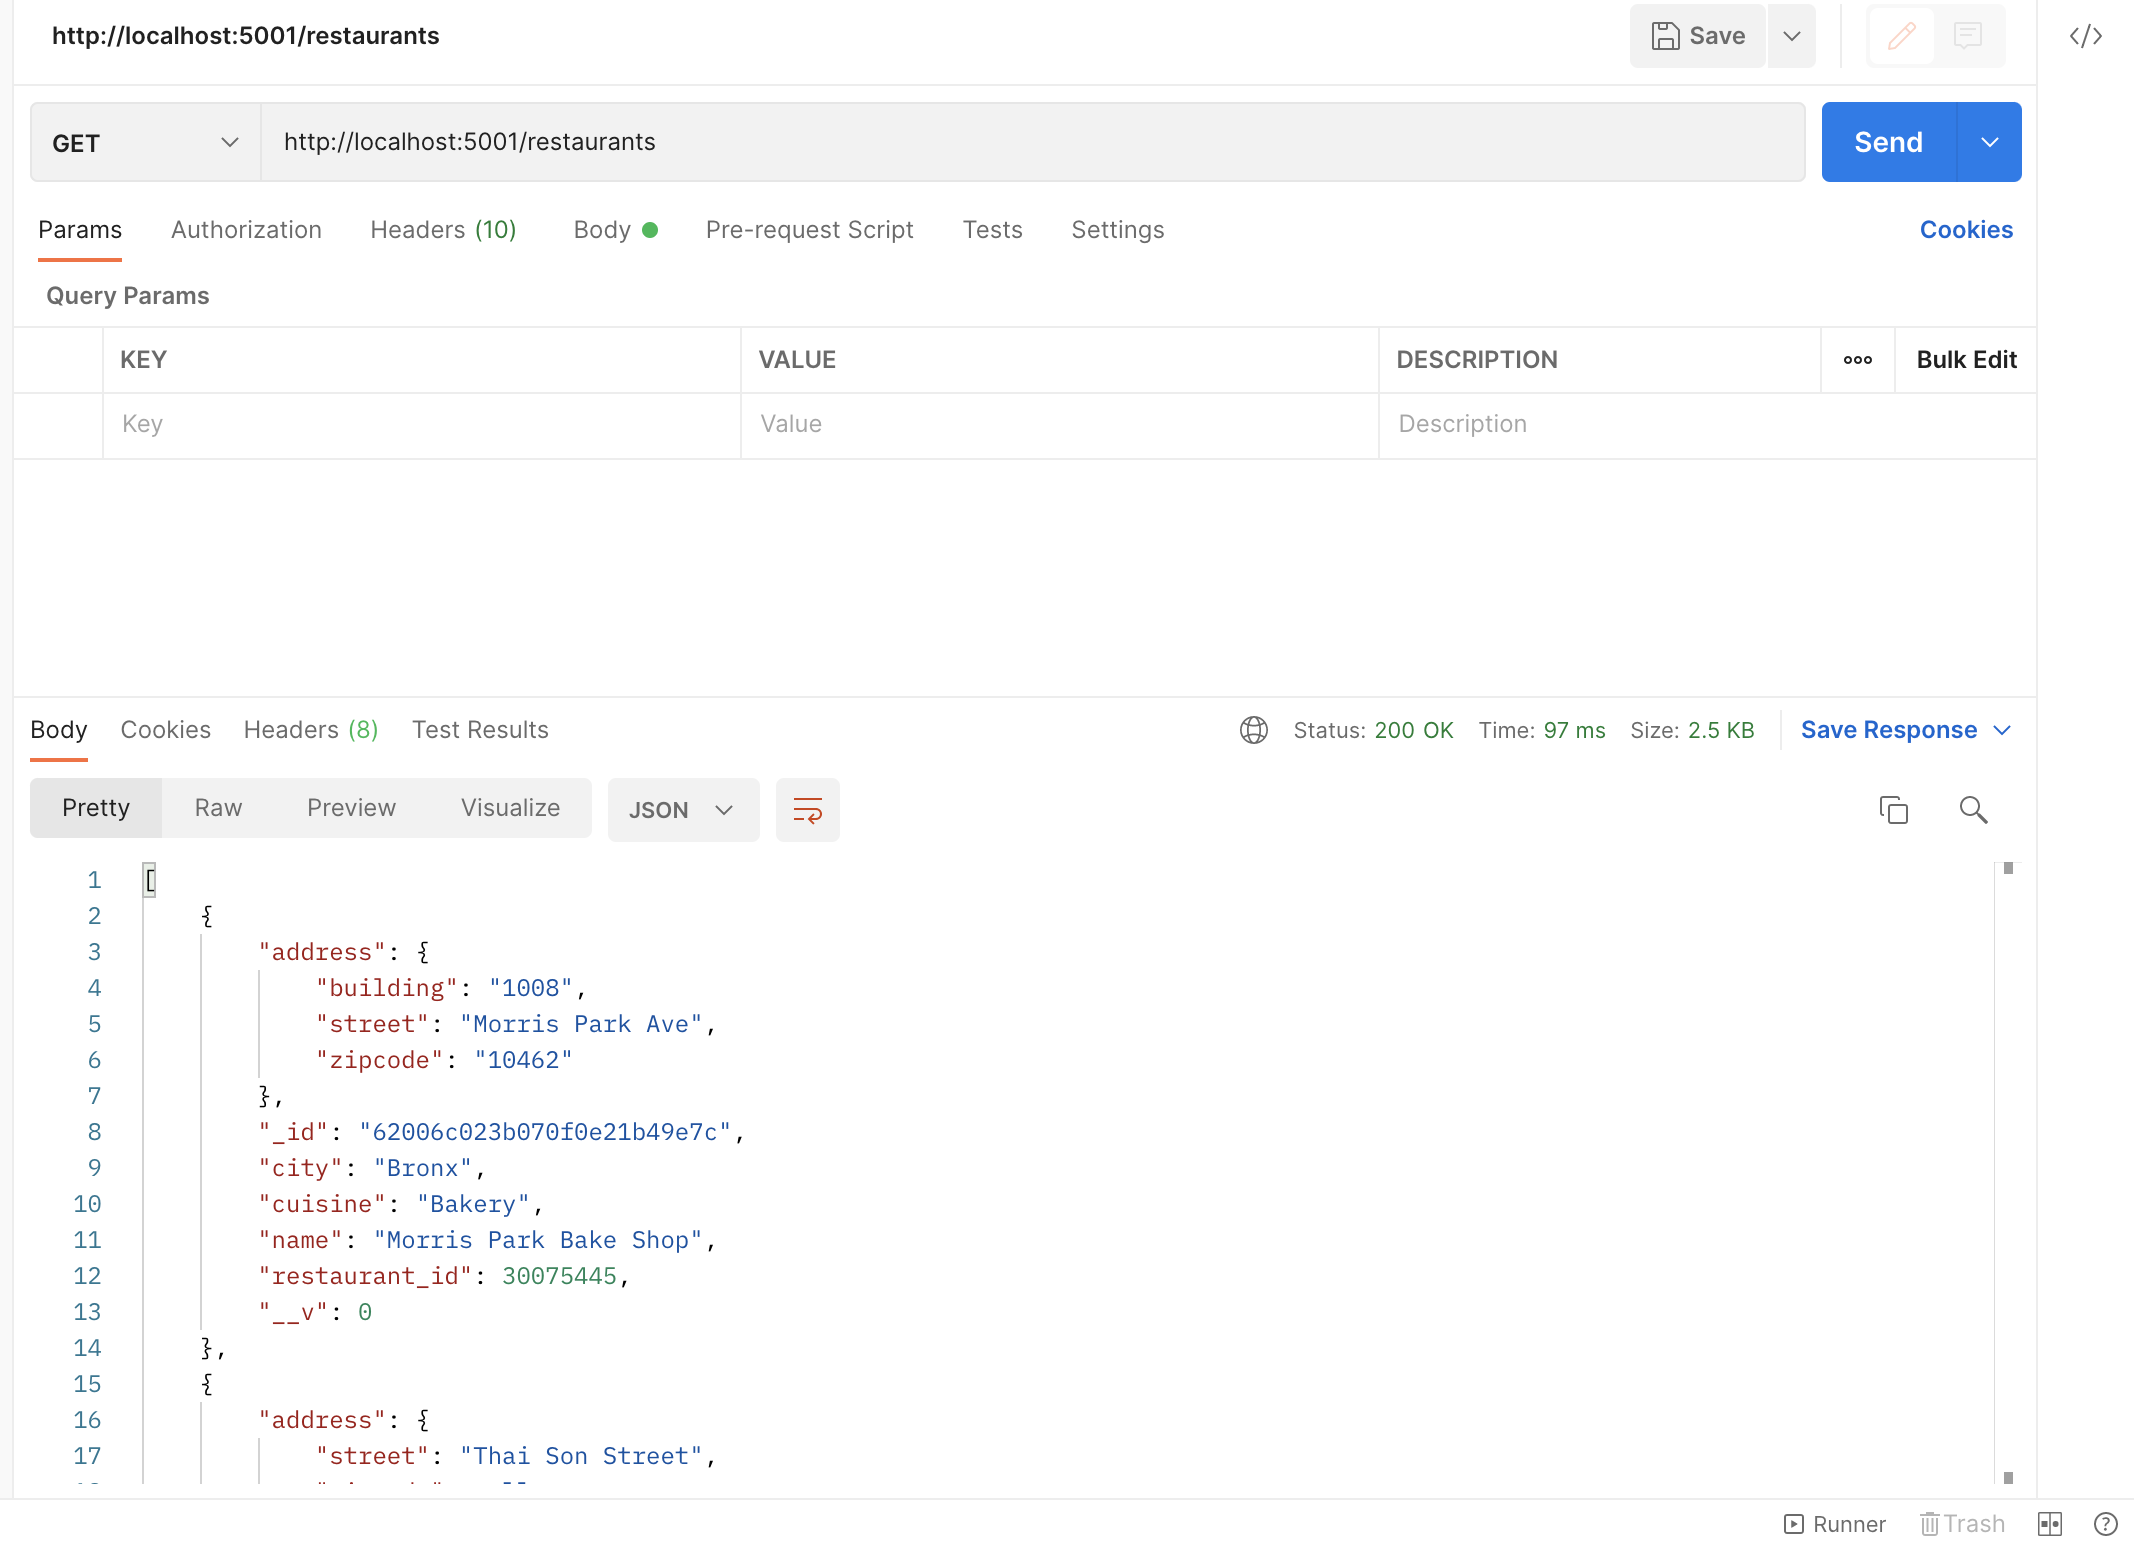 http://localhost:5001/restaurants
Save
GET
http://localhost:5001/restaurants
Send
Params Authorization Headers (10) Body Pre-request Script Tests Settings Cookies
Query Params
KEY VALUE DESCRIPTION ooo Bulk Edit
Key Value Description
Body Cookies Headers (8) Test Results Status: 200 OK Time: 97 ms Size: 2.5 KB Save Response
Pretty Raw Preview Visualize JSON
1 [
2 {
3 "address": {
4 "building": "1008",
5 "street": "Morris Park Ave",
6 "zipcode": "10462"
7 },
8 "_id": "62006c023b070f0e21b49e7c",
9 "city": "Bronx",
10 "cuisine": "Bakery",
11 "name": "Morris Park Bake Shop",
12 "restaurant_id": 30075445,
13 "__v": 0
14 },
15 {
16 "address": {
17 "street": "Thai Son Street",
Runner Trash